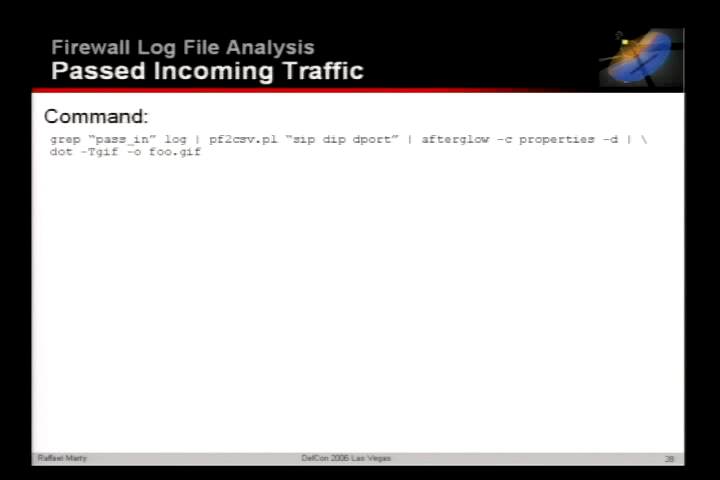 Firewall Log File Analysis
Passed Incoming Traffic
Command:
grep “pass_in” log | pf2csv.pl “sip dip dport” | afterglow -c properties -d | \
dot -Tgif -o foo.gif
Raffael Marty DefCon 2006 Las Vegas 28